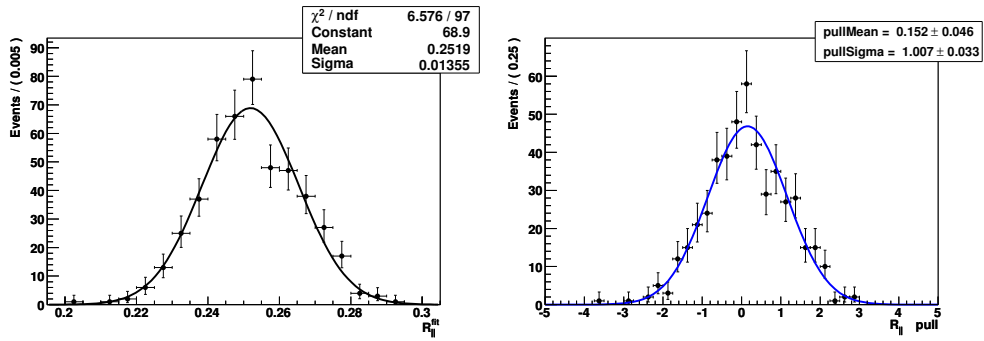 χ² / ndf 6.576 / 97
Constant 68.9
Mean 0.2519
Sigma 0.01355
Events / ( 0.005 )
90
80
70
60
50
40
30
20
10
0
0.2 0.22 0.24 0.26 0.28 0.3
R∥^fit
pullMean = 0.152 ± 0.046
pullSigma = 1.007 ± 0.033
Events / ( 0.25 )
60
50
40
30
20
10
0
-5 -4 -3 -2 -1 0 1 2 3 4 5
R∥ pull